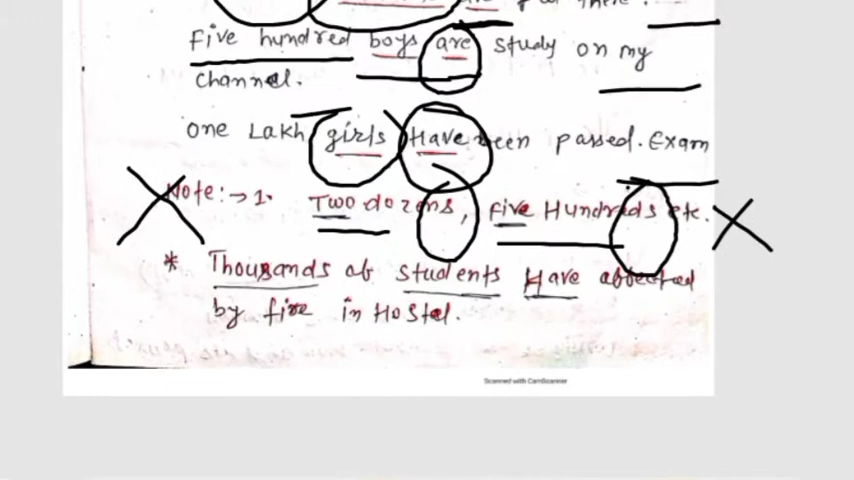 Five hundred boys are study on my
channel.
one Lakh girls Have been passed. Exam
Note:→ 1. Two dozens, Five Hundreds etc.
* Thousands of students Have affected
by fire in Hostel.
Scanned with CamScanner